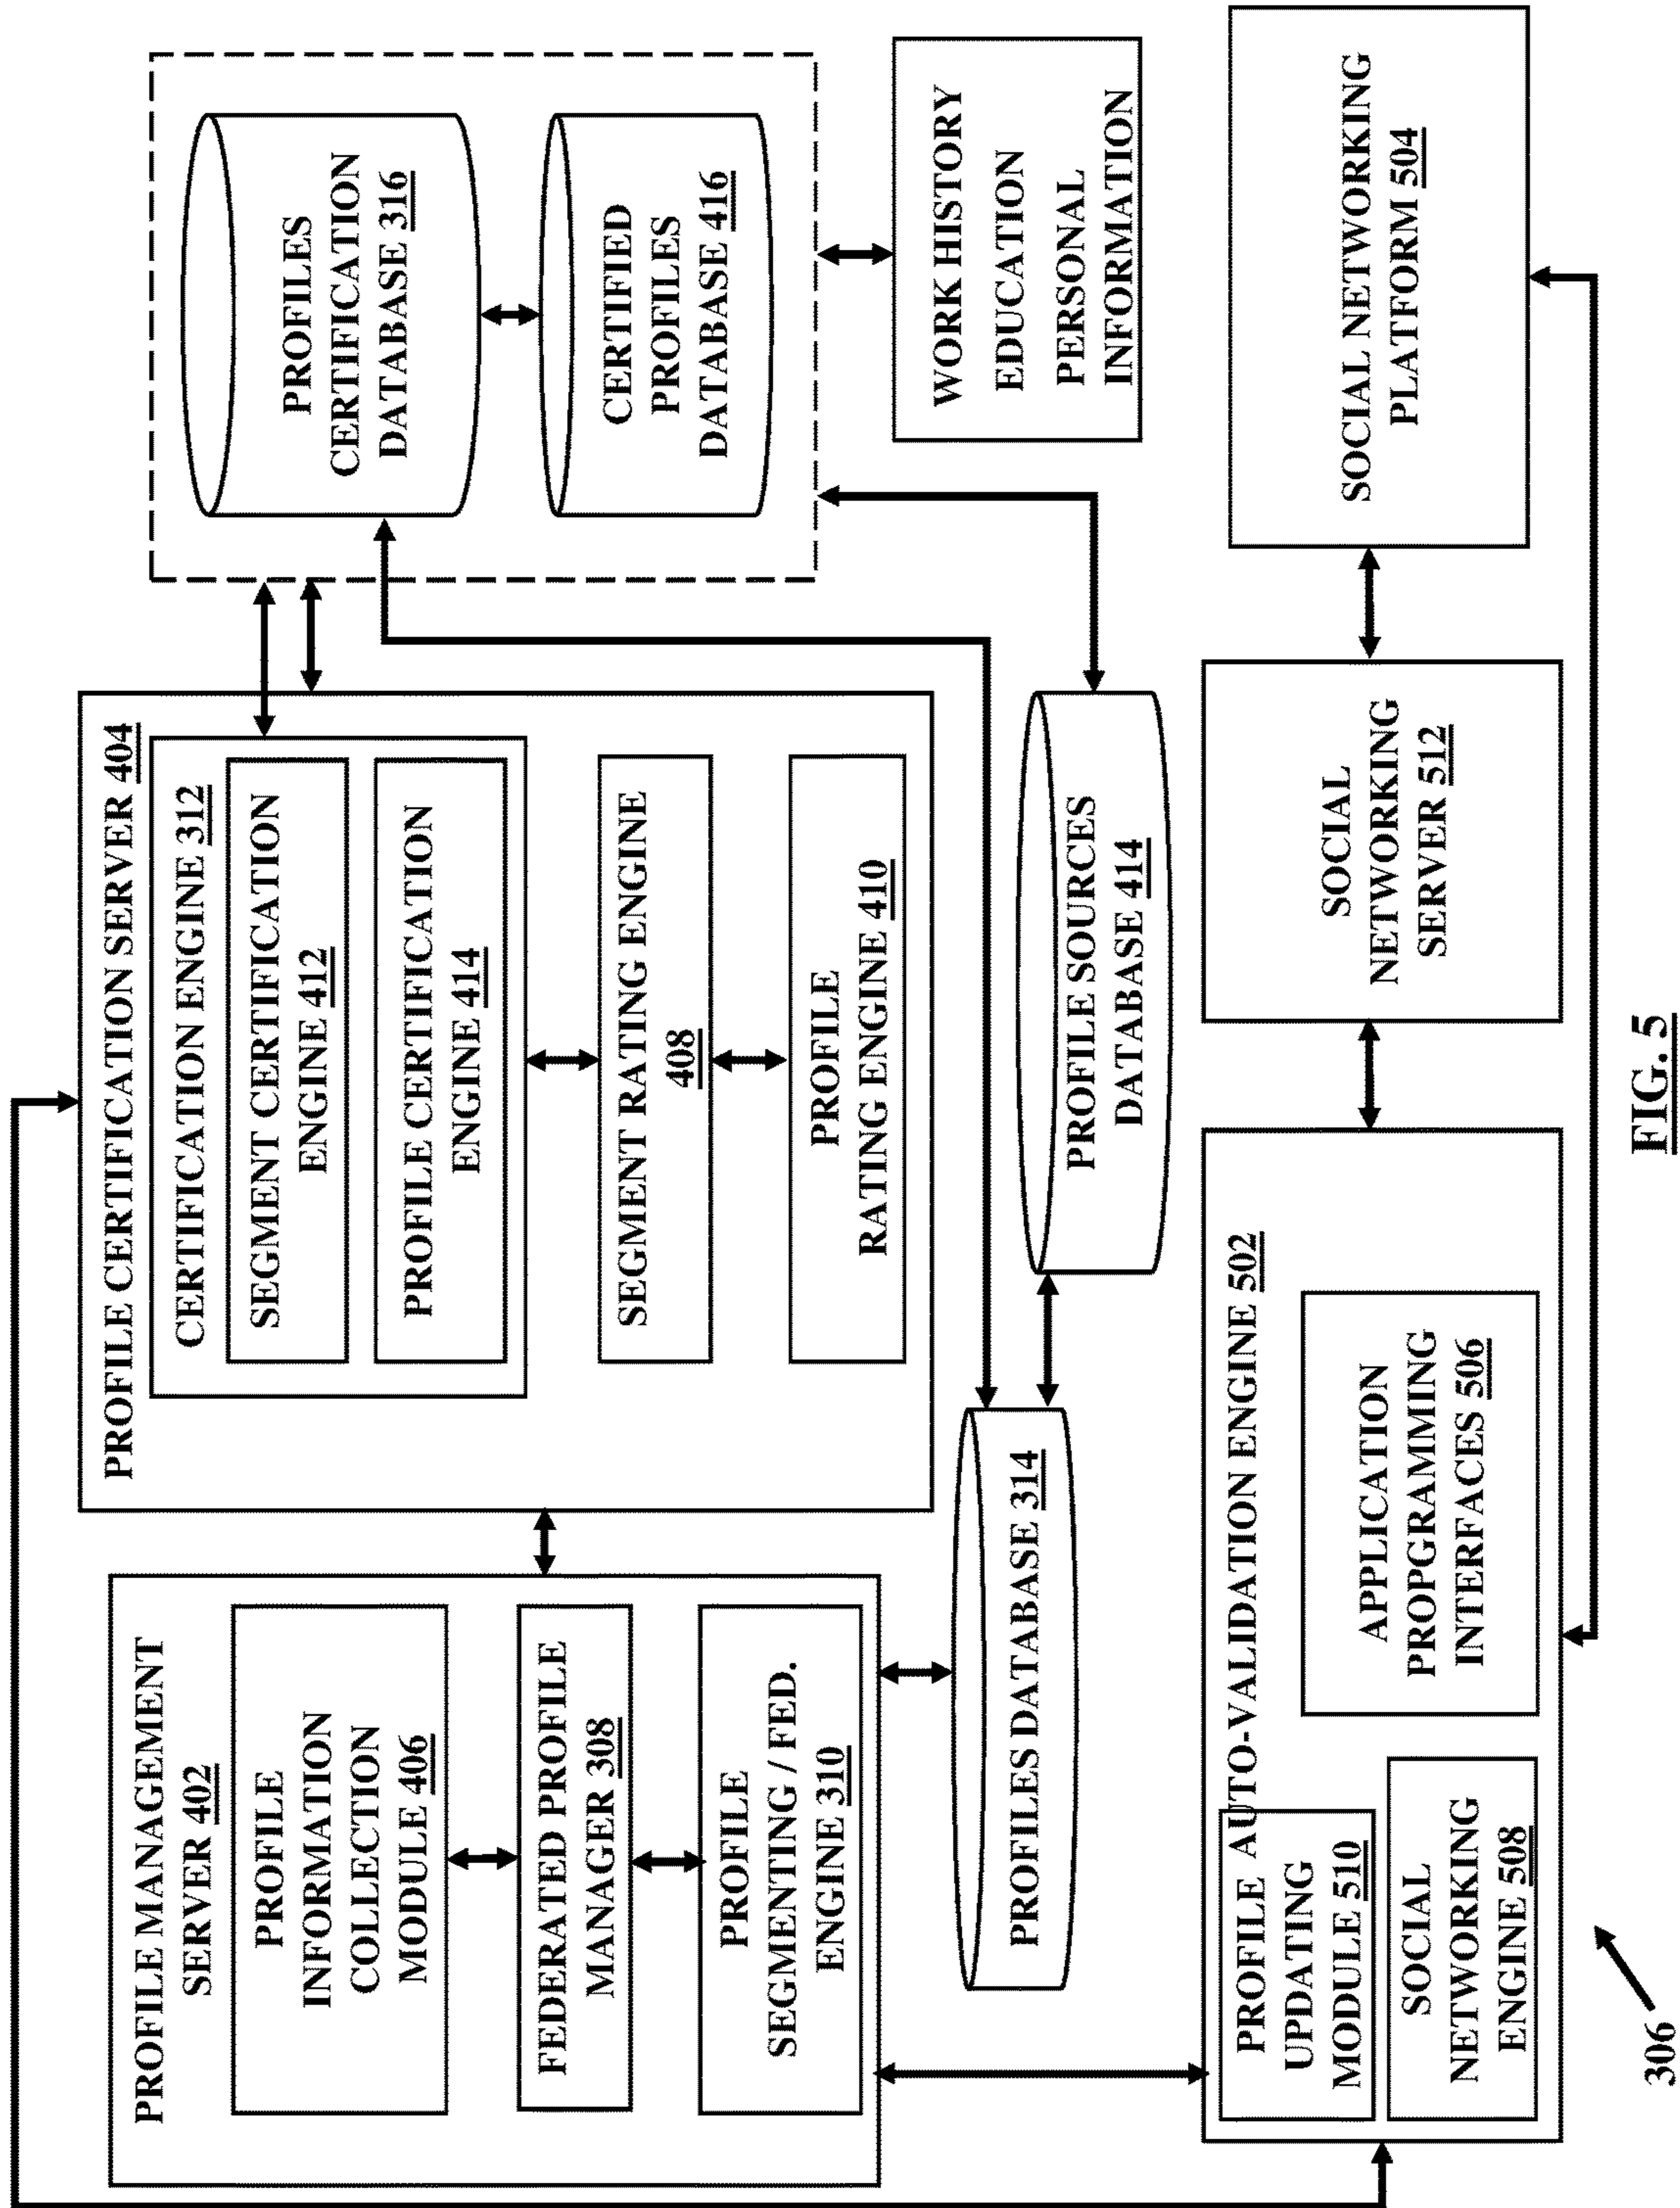 PROFILE MANAGEMENT
SERVER 402
PROFILE
INFORMATION
COLLECTION
MODULE 406
FEDERATED PROFILE
MANAGER 308
PROFILE
SEGMENTING / FED.
ENGINE 310
PROFILE CERTIFICATION SERVER 404
CERTIFICATION ENGINE 312
SEGMENT CERTIFICATION
ENGINE 412
PROFILE CERTIFICATION
ENGINE 414
SEGMENT RATING ENGINE
408
PROFILE
RATING ENGINE 410
PROFILES
CERTIFICATION
DATABASE 316
CERTIFIED
PROFILES
DATABASE 416
WORK HISTORY
EDUCATION
PERSONAL
INFORMATION
PROFILES DATABASE 314
PROFILE SOURCES
DATABASE 414
PROFILE AUTO-VALIDATION ENGINE 502
UPDATING
MODULE 510
SOCIAL
NETWORKING
ENGINE 508
APPLICATION
PROPGRAMMING
INTERFACES 506
SOCIAL
NETWORKING
SERVER 512
SOCIAL NETWORKING
PLATFORM 504
306
FIG. 5